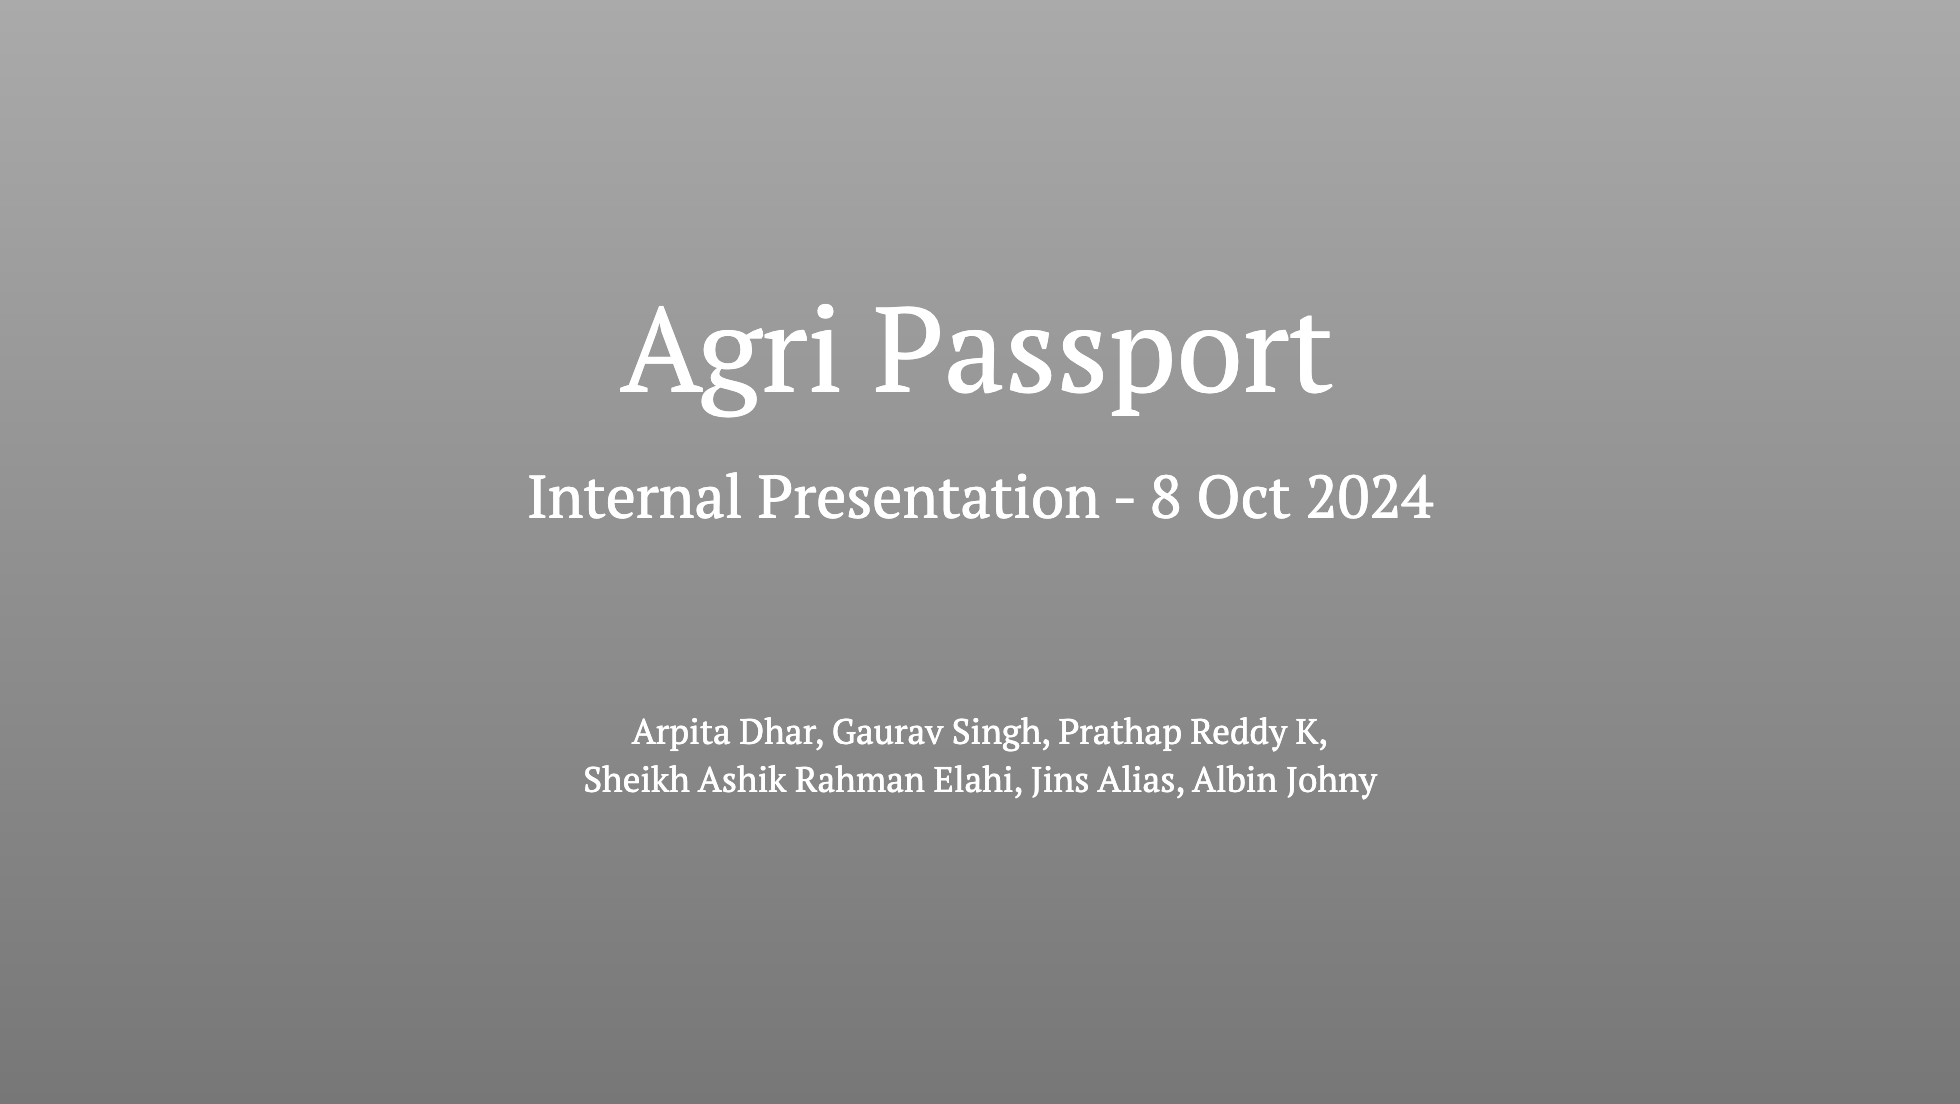 Agri Passport
Internal Presentation - 8 Oct 2024
Arpita Dhar, Gaurav Singh, Prathap Reddy K,
Sheikh Ashik Rahman Elahi, Jins Alias, Albin Johny